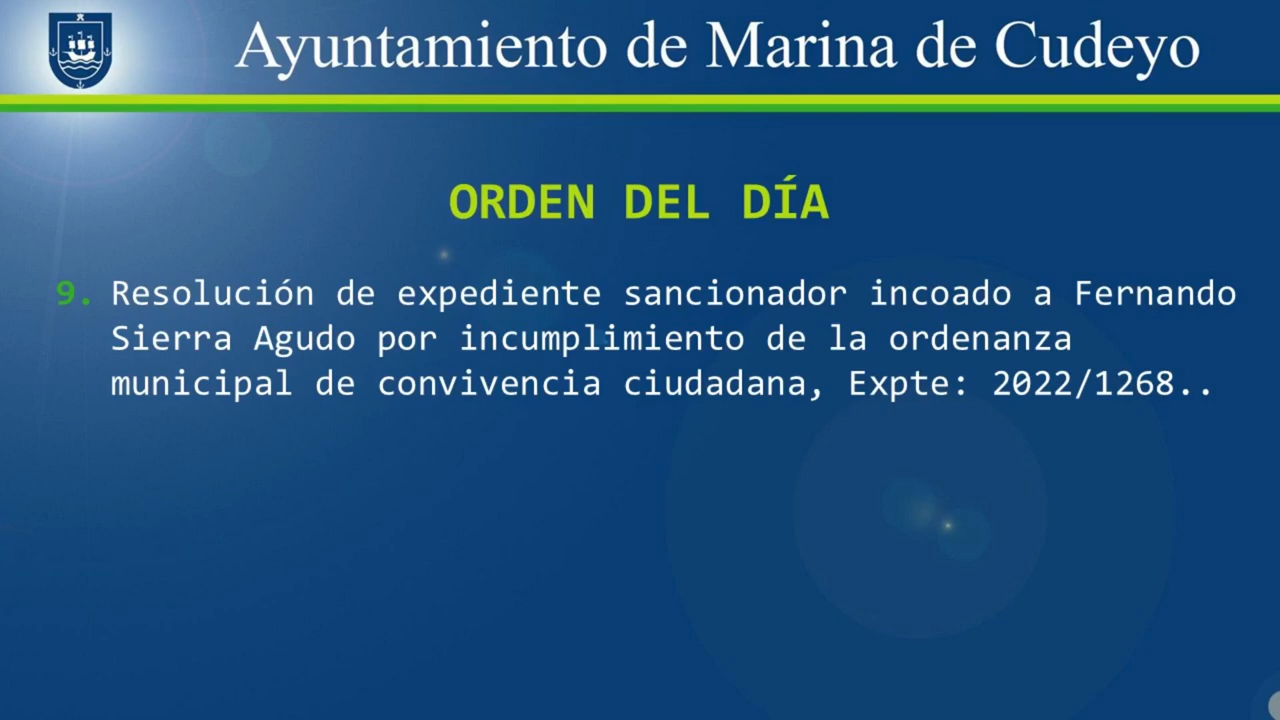 Ayuntamiento de Marina de Cudeyo
ORDEN DEL DÍA
9. Resolución de expediente sancionador incoado a Fernando
Sierra Agudo por incumplimiento de la ordenanza
municipal de convivencia ciudadana, Expte: 2022/1268..